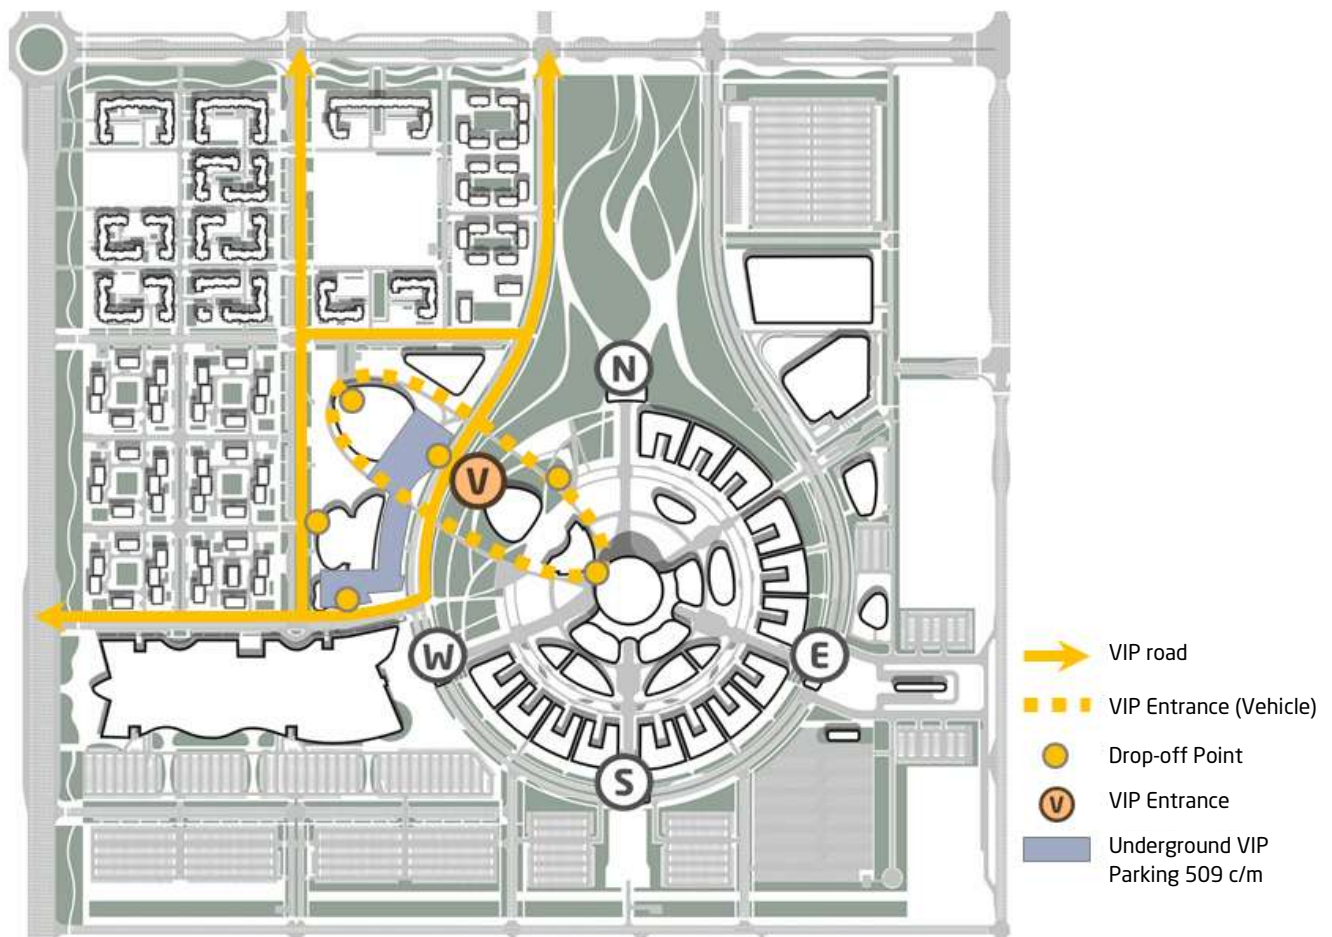 N
V
W
E
S
VIP road
VIP Entrance (Vehicle)
Drop-off Point
V
VIP Entrance
Underground VIP
Parking 509 c/m